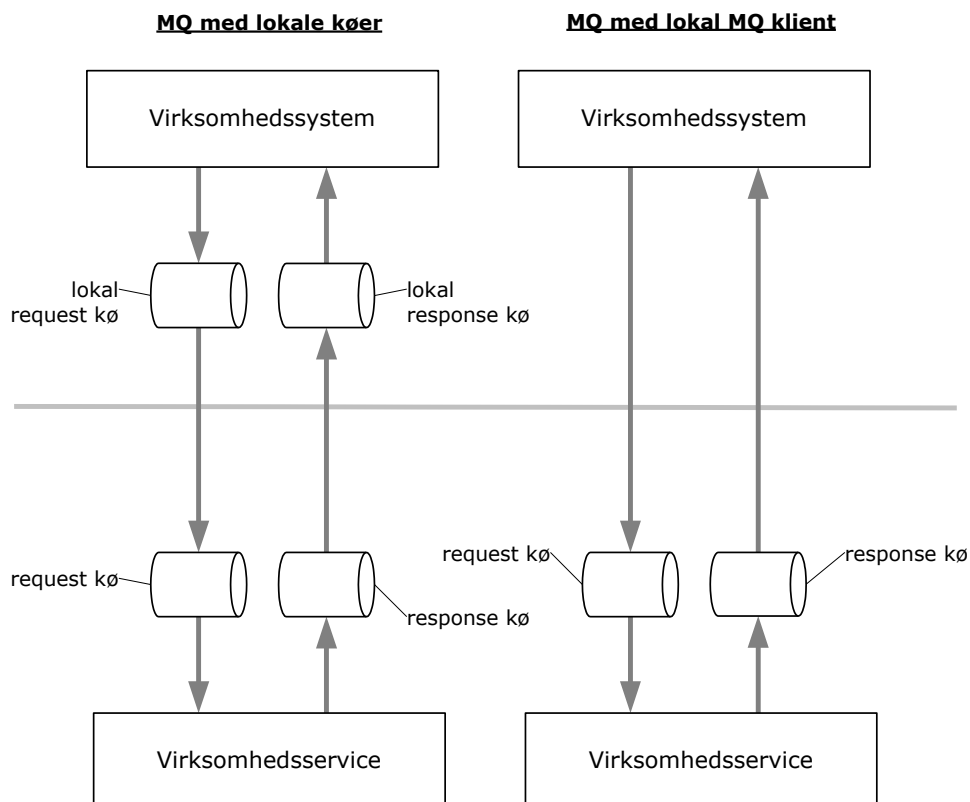 MQ med lokale køer
MQ med lokal MQ klient
Virksomhedssystem
Virksomhedssystem
lokal
request kø
lokal
response kø
request kø
response kø
request kø
response kø
Virksomhedsservice
Virksomhedsservice